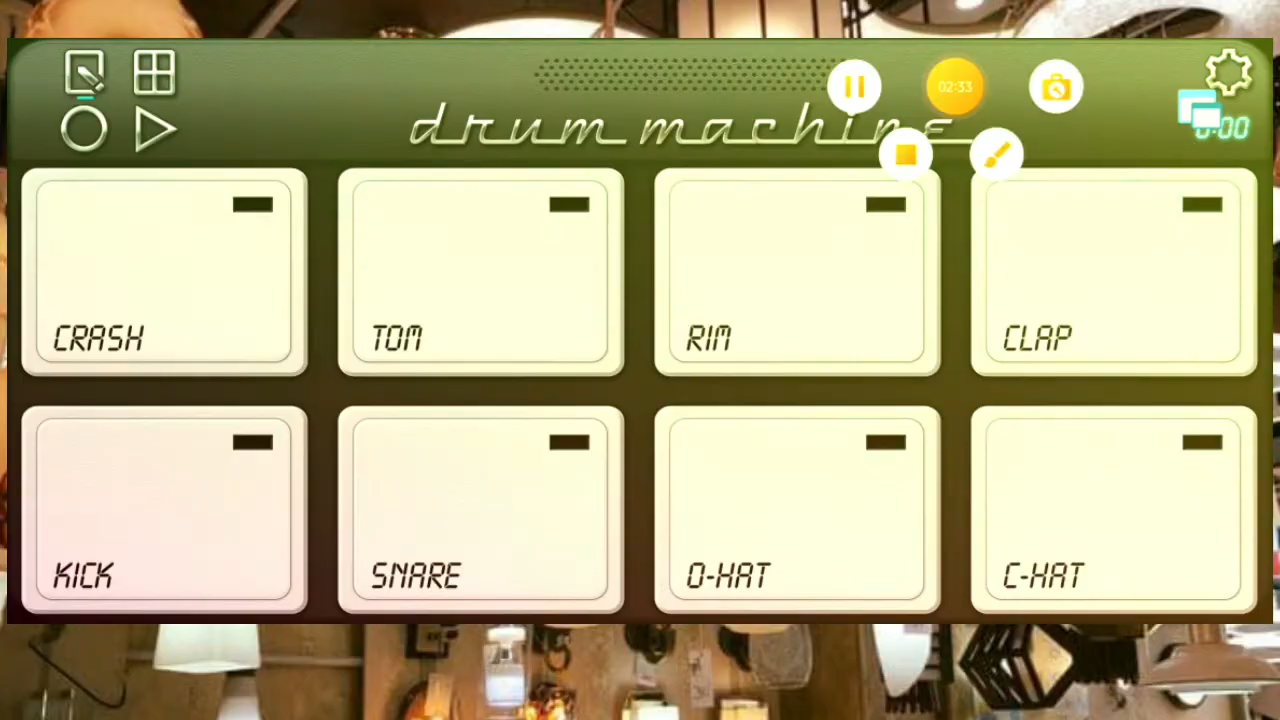 02:33
0:00
drum machine
CRASH
TOM
RIM
CLAP
KICK
SNARE
O-HAT
C-HAT